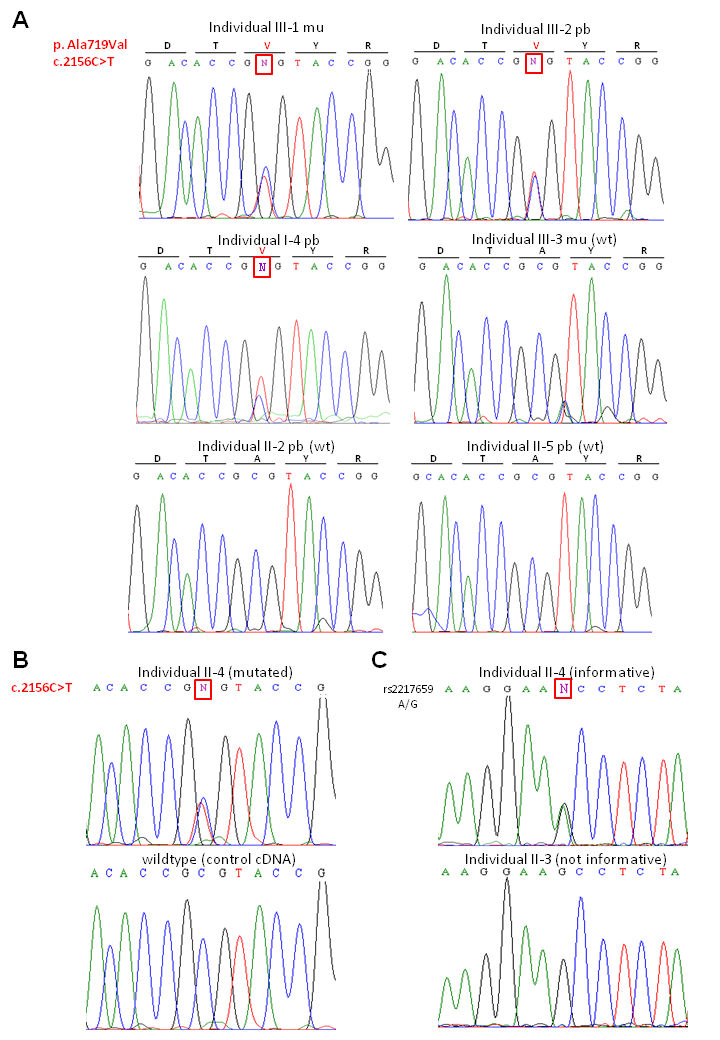 A
Individual III-1 mu
Individual III-2 pb
p. Ala719Val
D T V Y R
D T V Y R
c.2156C>T
G A C A C C G N G T A C C G G
G A C A C C G N G T A C C G G
Individual I-4 pb
Individual III-3 mu (wt)
D T V Y R
D T A Y R
G A C A C C G N G T A C C G G
G A C A C C G C G T A C C G G
Individual II-2 pb (wt)
Individual II-5 pb (wt)
D T A Y R
D T A Y R
G A C A C C G C G T A C C G G
G C A C A C C G C G T A C C G G
B
C
Individual II-4 (mutated)
Individual II-4 (informative)
c.2156C>T
A C A C C G N G T A C C G
rs2217659
A/G
A A G G A A N C C T C T A
wildtype (control cDNA)
Individual II-3 (not informative)
A C A C C G C G T A C C G
A A G G A A G C C T C T A